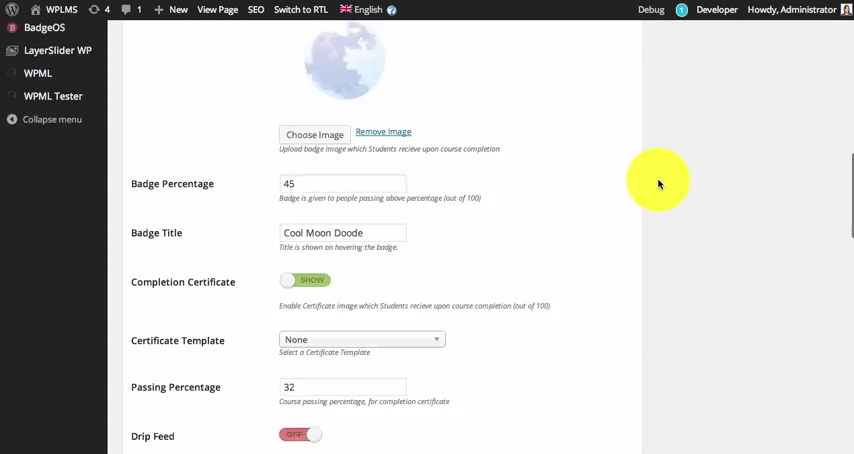 WPLMS 4 1 New View Page SEO Switch to RTL English Debug 1 Developer Howdy, Administrator
BadgeOS
LayerSlider WP
WPML
WPML Tester
Collapse menu
Choose Image Remove Image
Upload badge image which Students recieve upon course completion
Badge Percentage 45
Badge is given to people passing above percentage (out of 100)
Badge Title Cool Moon Doode
Title is shown on hovering the badge.
Completion Certificate SHOW
Enable Certificate image which Students recieve upon course completion (out of 100)
Certificate Template None
Select a Certificate Template
Passing Percentage 32
Course passing percentage, for completion certificate
Drip Feed OFF